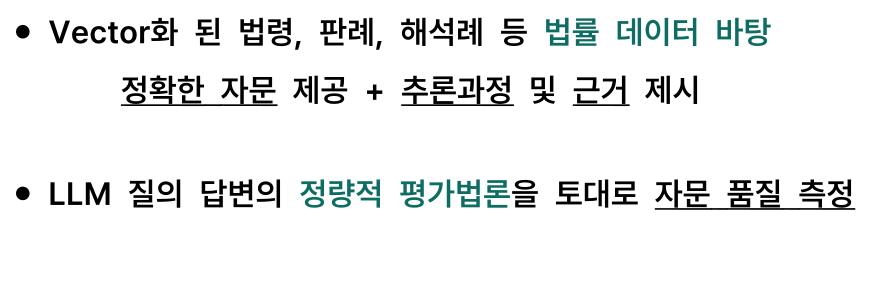 • Vector화 된 법령, 판례, 해석례 등 법률 데이터 바탕
정확한 자문 제공 + 추론과정 및 근거 제시
• LLM 질의 답변의 정량적 평가법론을 토대로 자문 품질 측정